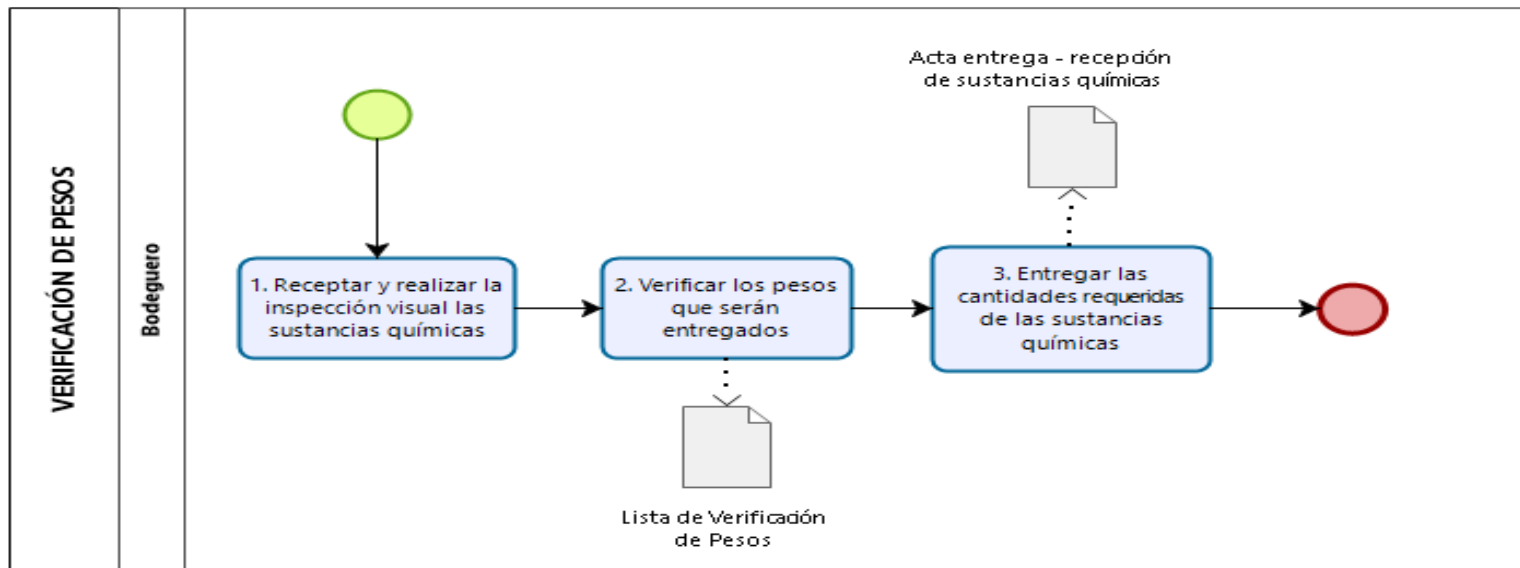 VERIFICACIÓN DE PESOS
Bodeguero
Acta entrega - recepción
de sustancias químicas
1. Receptar y realizar la
inspección visual las
sustancias químicas
2. Verificar los pesos
que serán
entregados
3. Entregar las
cantidades requeridas
de las sustancias
químicas
Lista de Verificación
de Pesos